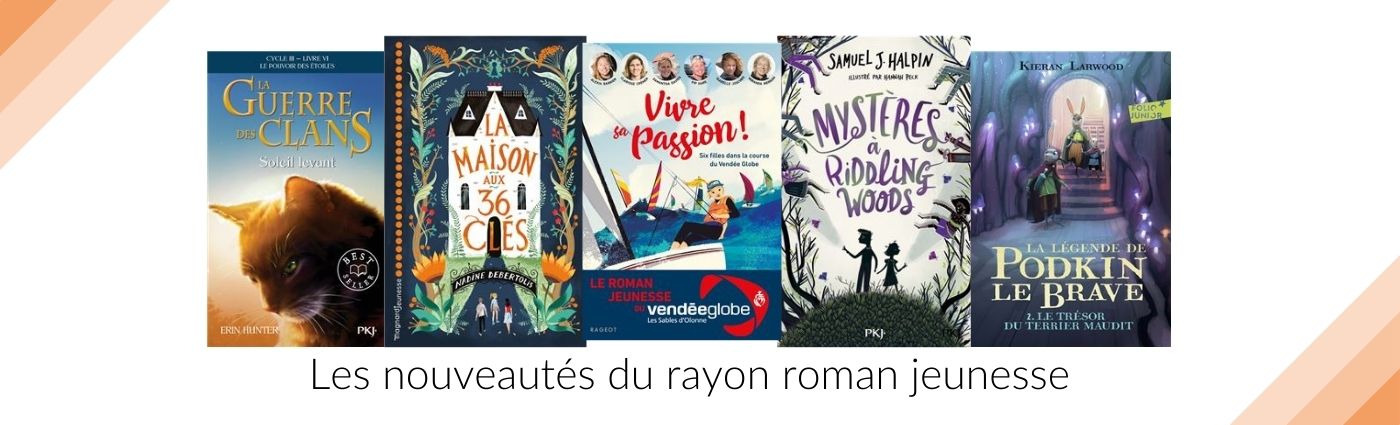 CYCLE III – LIVRE VI
LE POUVOIR DES ÉTOILES
LA
GUERRE
DES CLANS
Soleil levant
BEST
SELLER
ERIN HUNTER
PKJ.
LA
MAISON
AUX
36
CLÉS
NADINE DEBERTOLIS
magnardjeunesse
Vivre
sa Passion !
Six filles dans la course
du Vendée Globe
LE ROMAN
JEUNESSE
DU vendéeglobe
Les Sables d'Olonne
RAGEOT
SAMUEL J. HALPIN
ILLUSTRÉ PAR HANNAH PECK
MYSTÈRES
à
RIDDLING
WOODS
PKJ.
KIERAN LARWOOD
FOLIO
JUNIOR
LA LÉGENDE DE
PODKIN
LE BRAVE
2. LE TRÉSOR
DU TERRIER MAUDIT
Les nouveautés du rayon roman jeunesse